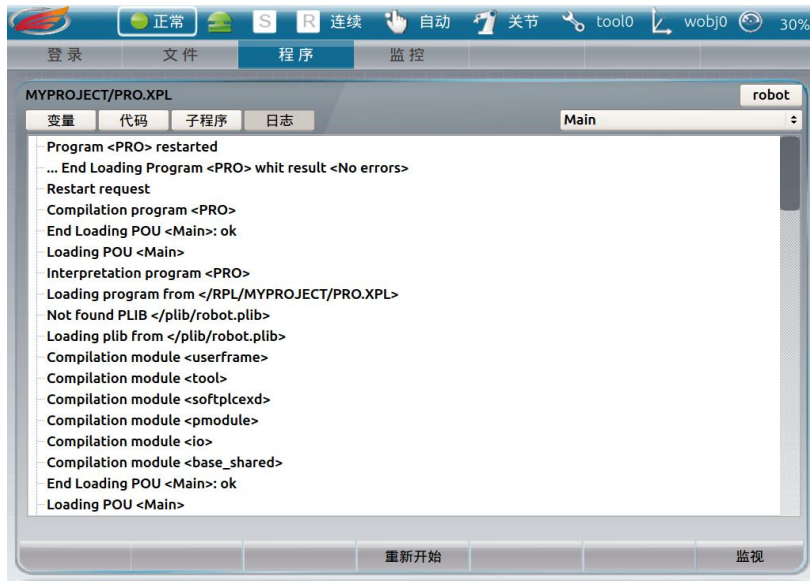 正常 S R 连续 自动 关节 tool0 wobj0 30%
登录 文件 程序 监控
MYPROJECT/PRO.XPL robot
变量 代码 子程序 日志 Main
Program <PRO> restarted
... End Loading Program <PRO> whit result <No errors>
Restart request
Compilation program <PRO>
End Loading POU <Main>: ok
Loading POU <Main>
Interpretation program <PRO>
Loading program from </RPL/MYPROJECT/PRO.XPL>
Not found PLIB </plib/robot.plib>
Loading plib from </plib/robot.plib>
Compilation module <userframe>
Compilation module <tool>
Compilation module <softplcexd>
Compilation module <pmodule>
Compilation module <io>
Compilation module <base_shared>
End Loading POU <Main>: ok
Loading POU <Main>
重新开始 监视